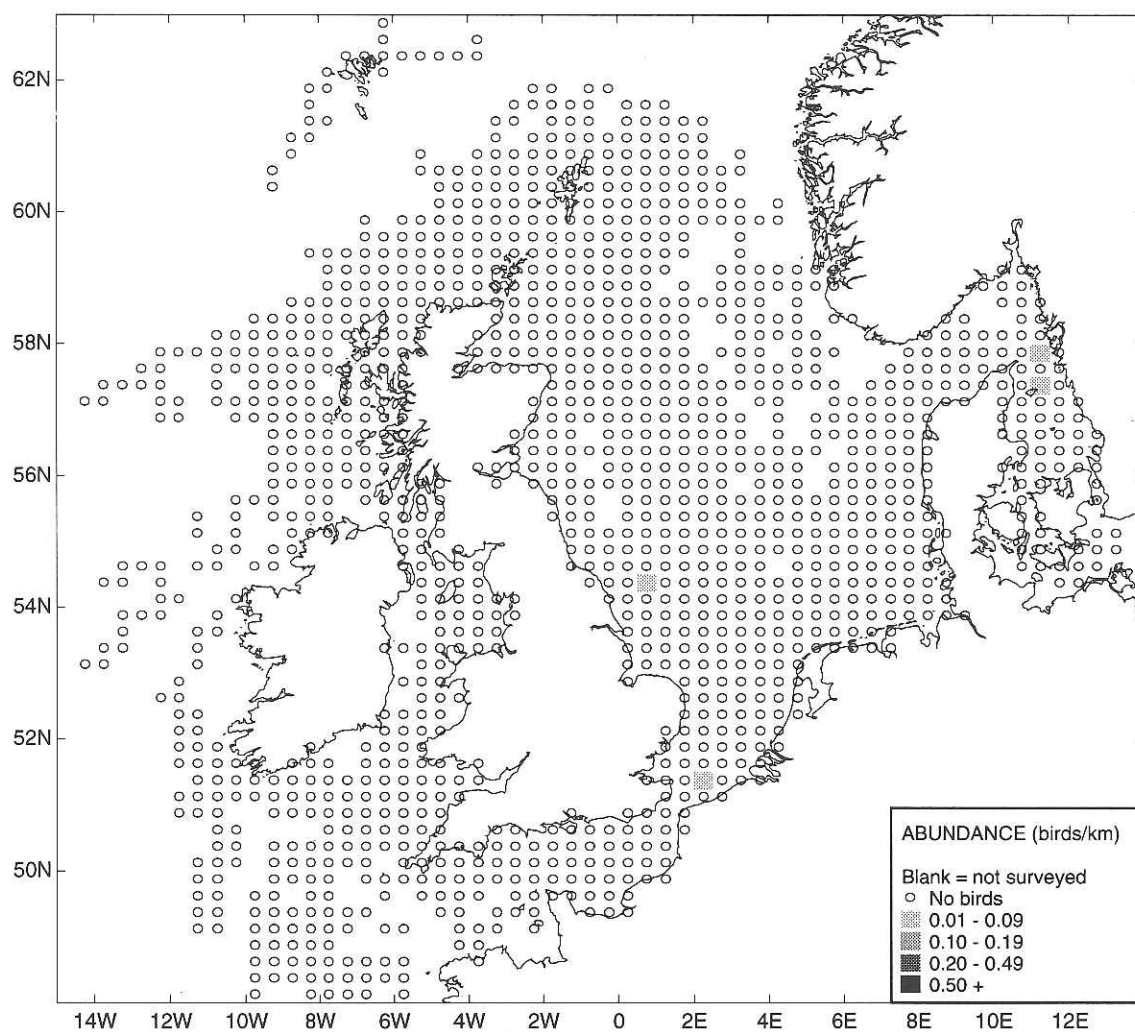 62N
60N
58N
56N
54N
52N
50N
ABUNDANCE (birds/km)
Blank = not surveyed
No birds
0.01 - 0.09
0.10 - 0.19
0.20 - 0.49
0.50 +
14W 12W 10W 8W 6W 4W 2W 0 2E 4E 6E 8E 10E 12E